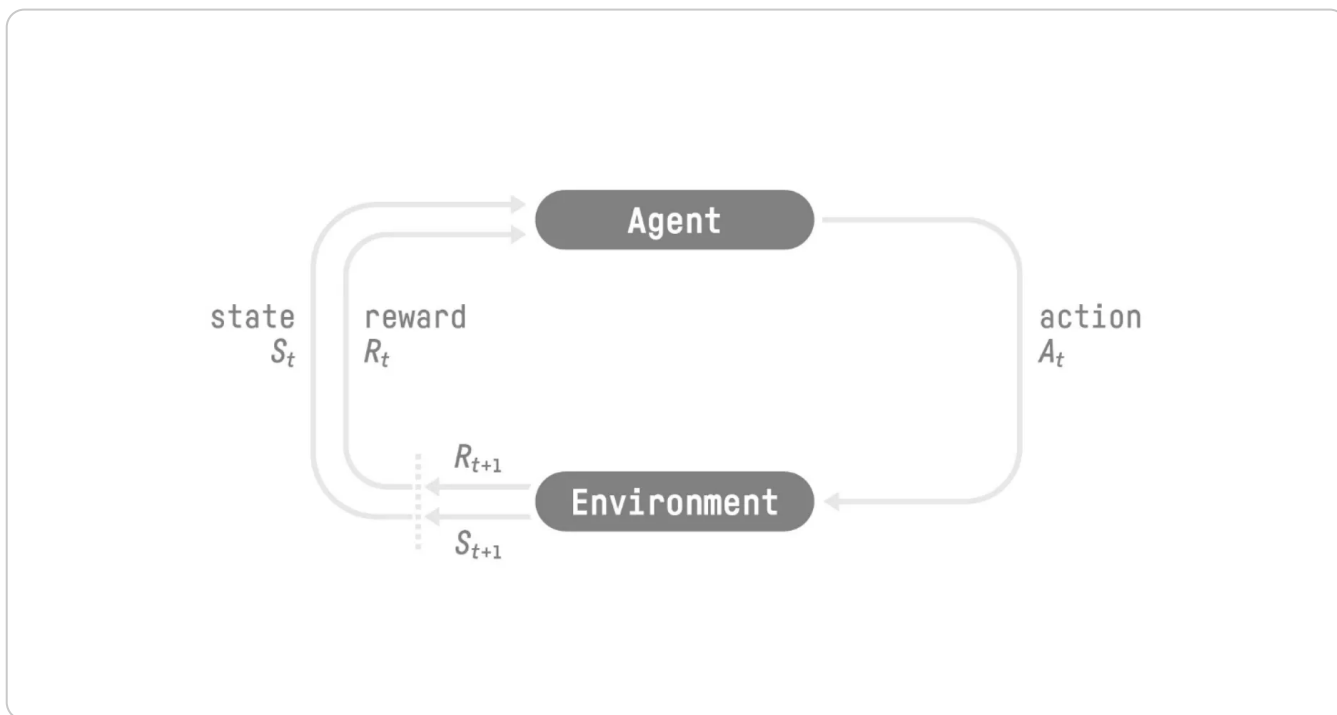 Agent
state
S_t
reward
R_t
action
A_t
R_{t+1}
Environment
S_{t+1}